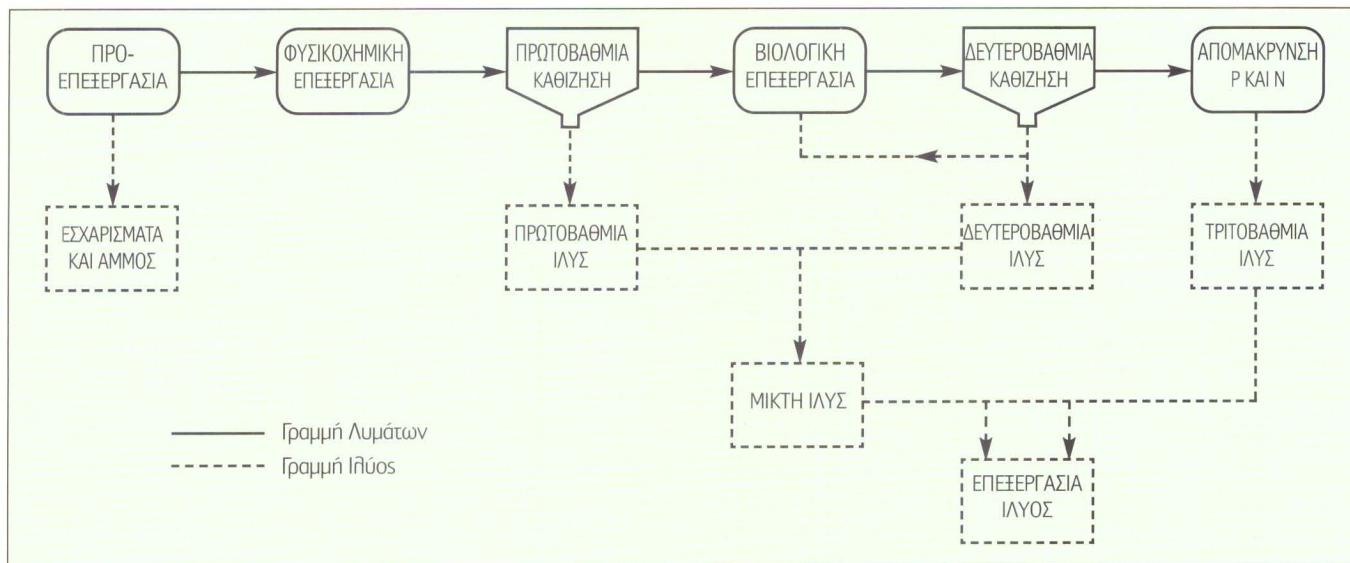 ΠΡΟ-
ΕΠΕΞΕΡΓΑΣΙΑ
ΦΥΣΙΚΟΧΗΜΙΚΗ
ΕΠΕΞΕΡΓΑΣΙΑ
ΠΡΩΤΟΒΑΘΜΙΑ
ΚΑΘΙΖΗΣΗ
ΒΙΟΛΟΓΙΚΗ
ΕΠΕΞΕΡΓΑΣΙΑ
ΔΕΥΤΕΡΟΒΑΘΜΙΑ
ΚΑΘΙΖΗΣΗ
ΑΠΟΜΑΚΡΥΝΣΗ
Ρ ΚΑΙ Ν
ΕΣΧΑΡΙΣΜΑΤΑ
ΚΑΙ ΑΜΜΟΣ
ΠΡΩΤΟΒΑΘΜΙΑ
ΙΛΥΣ
ΔΕΥΤΕΡΟΒΑΘΜΙΑ
ΙΛΥΣ
ΤΡΙΤΟΒΑΘΜΙΑ
ΙΛΥΣ
ΜΙΚΤΗ ΙΛΥΣ
Γραμμή Λυμάτων
Γραμμή Ιλύος
ΕΠΕΞΕΡΓΑΣΙΑ
ΙΛΥΟΣ